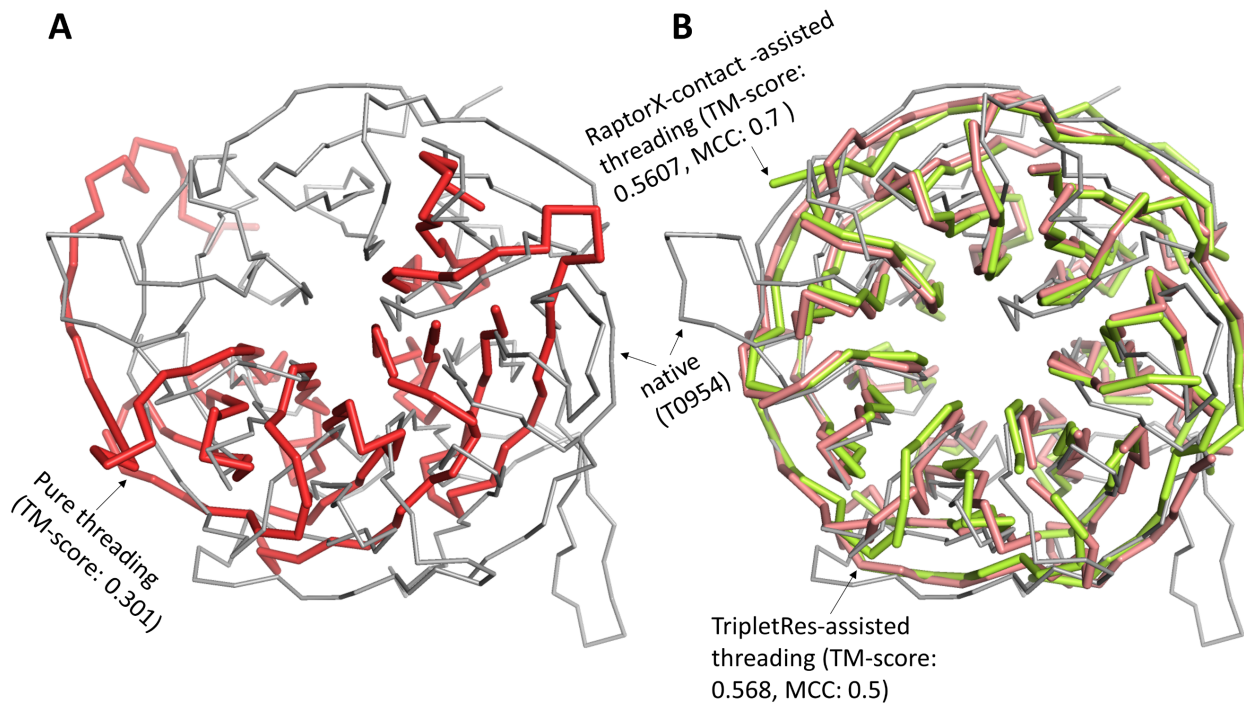 A
B
RaptorX-contact -assisted
threading (TM-score:
0.5607, MCC: 0.7 )
native
(T0954)
Pure threading
(TM-score: 0.301)
TripletRes-assisted
threading (TM-score:
0.568, MCC: 0.5)